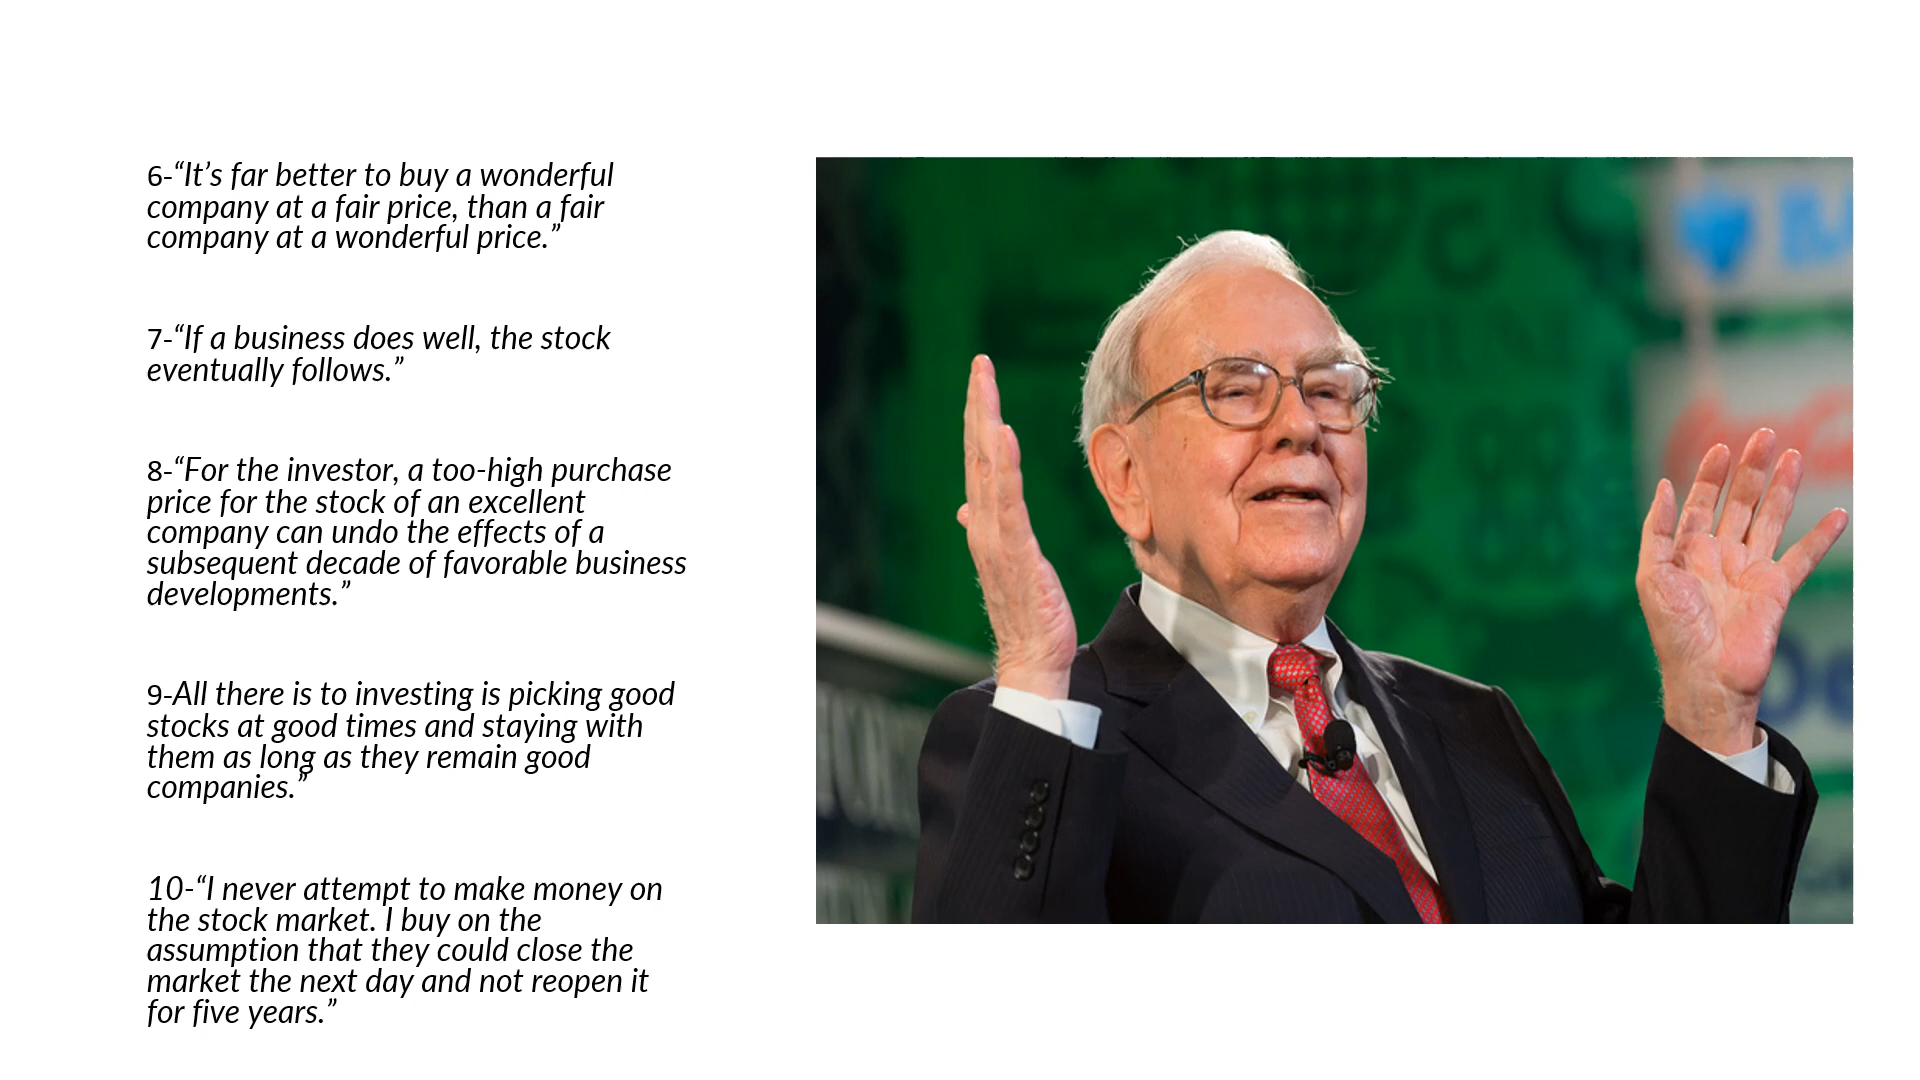 6-“It’s far better to buy a wonderful
company at a fair price, than a fair
company at a wonderful price.”
7-“If a business does well, the stock
eventually follows.”
8-“For the investor, a too-high purchase
price for the stock of an excellent
company can undo the effects of a
subsequent decade of favorable business
developments.”
9-All there is to investing is picking good
stocks at good times and staying with
them as long as they remain good
companies.”
10-“I never attempt to make money on
the stock market. I buy on the
assumption that they could close the
market the next day and not reopen it
for five years.”